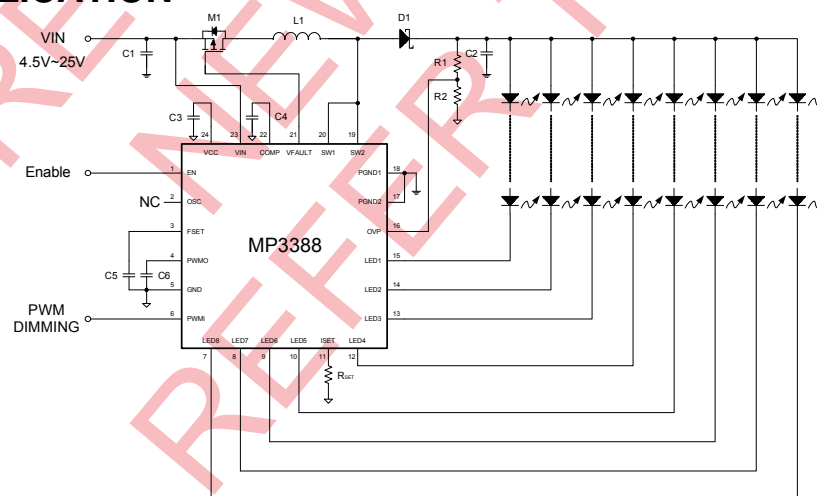 M1
L1
D1
VIN
4.5V~25V
C1
R1
C2
R2
C3
C4
24
23
22
21
20
19
VCC
VIN
COMP
VFAULT
SW1
SW2
Enable
1
EN
PGND1
18
NC
2
OSC
PGND2
17
3
FSET
OVP
16
MP3388
C5
C6
4
PWMO
LED1
15
5
GND
LED2
14
PWM
DIMMING
6
PWMI
LED3
13
LED8
LED7
LED6
LED5
ISET
LED4
7
8
9
10
11
12
RSET
REFER T